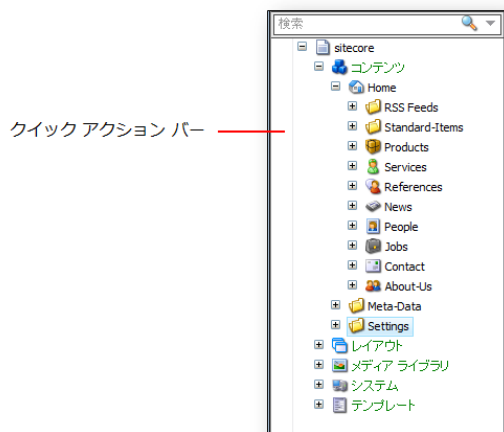 検索
sitecore
コンテンツ
Home
RSS Feeds
Standard-Items
クイック アクション バー
Products
Services
References
News
People
Jobs
Contact
About-Us
Meta-Data
Settings
レイアウト
メディア ライブラリ
システム
テンプレート